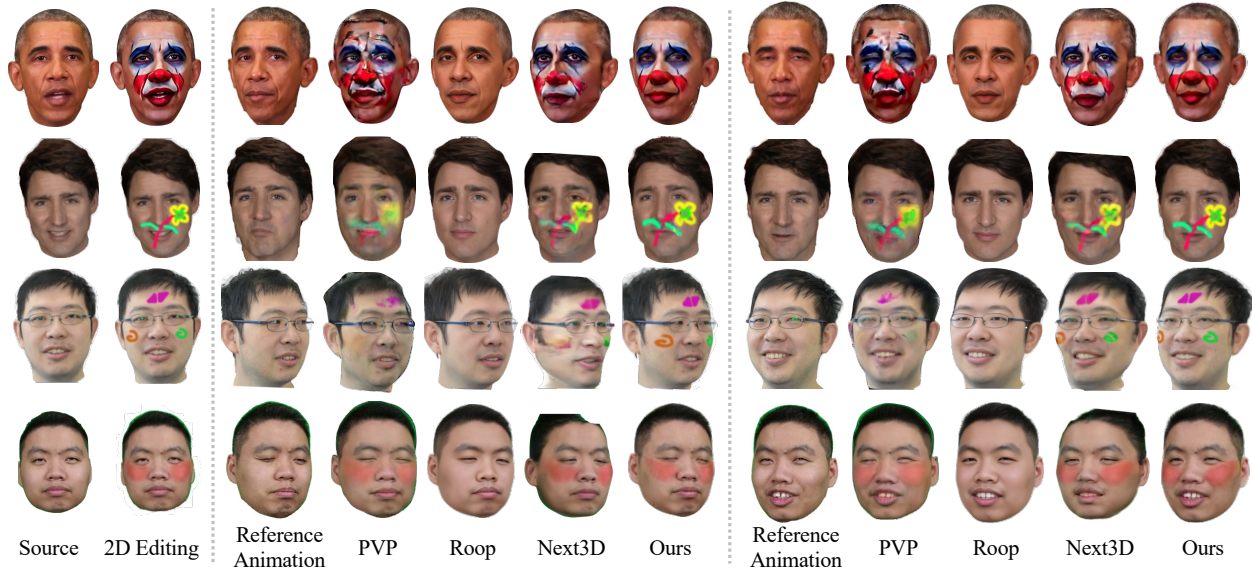 Source
2D Editing
Reference
Animation
PVP
Roop
Next3D
Ours
Reference
Animation
PVP
Roop
Next3D
Ours